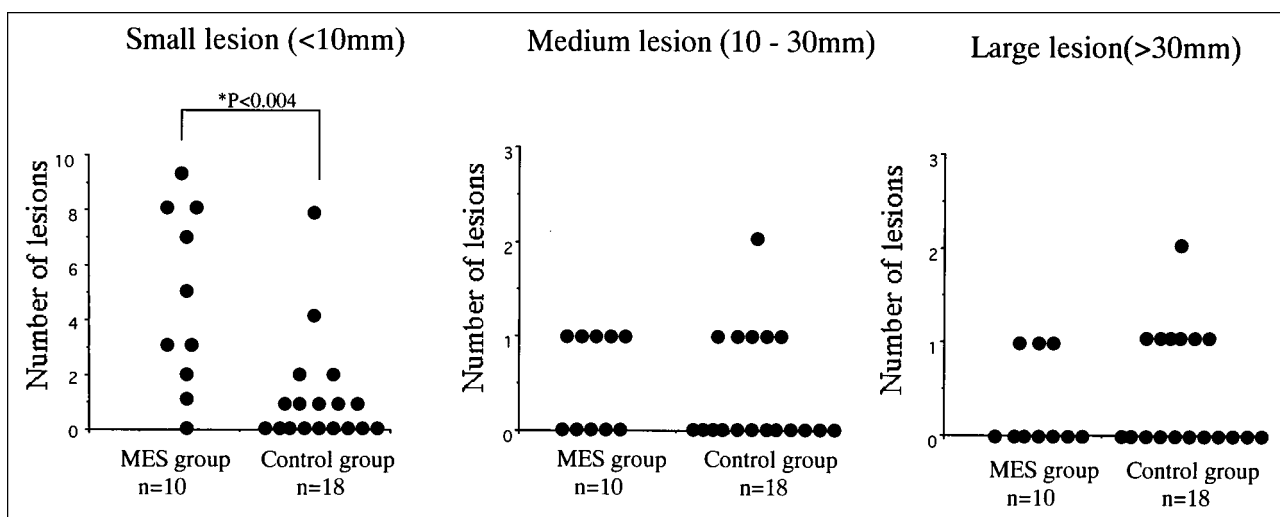 Small lesion (<10mm)
Medium lesion (10 - 30mm)
Large lesion(>30mm)
*P<0.004
Number of lesions
10
8
6
4
2
0
MES group
n=10
Control group
n=18
Number of lesions
3
2
1
0
MES group
n=10
Control group
n=18
Number of lesions
3
2
1
0
MES group
n=10
Control group
n=18